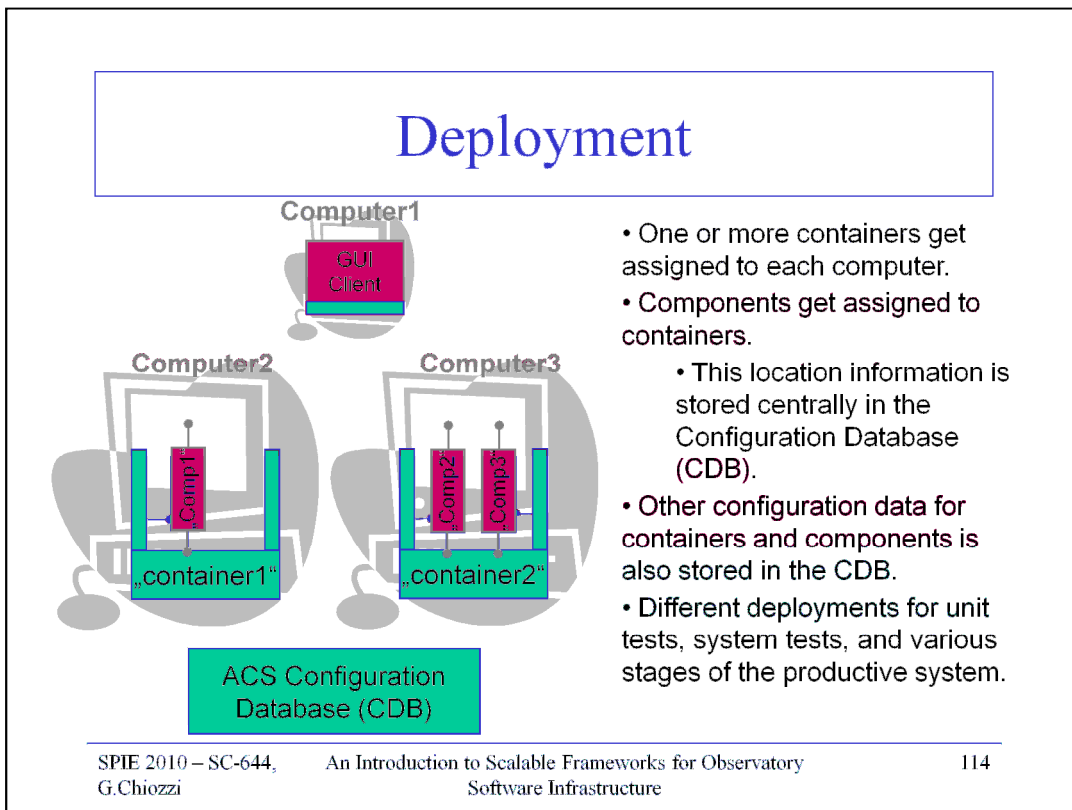 Deployment
Computer1
GUI
Client
Computer2
Computer3
„Comp1“
„Comp2“
„Comp3“
„container1“
„container2“
ACS Configuration
Database (CDB)
• One or more containers get
assigned to each computer.
• Components get assigned to
containers.
• This location information is
stored centrally in the
Configuration Database
(CDB).
• Other configuration data for
containers and components is
also stored in the CDB.
• Different deployments for unit
tests, system tests, and various
stages of the productive system.
SPIE 2010 – SC-644,
G.Chiozzi
An Introduction to Scalable Frameworks for Observatory
Software Infrastructure
114